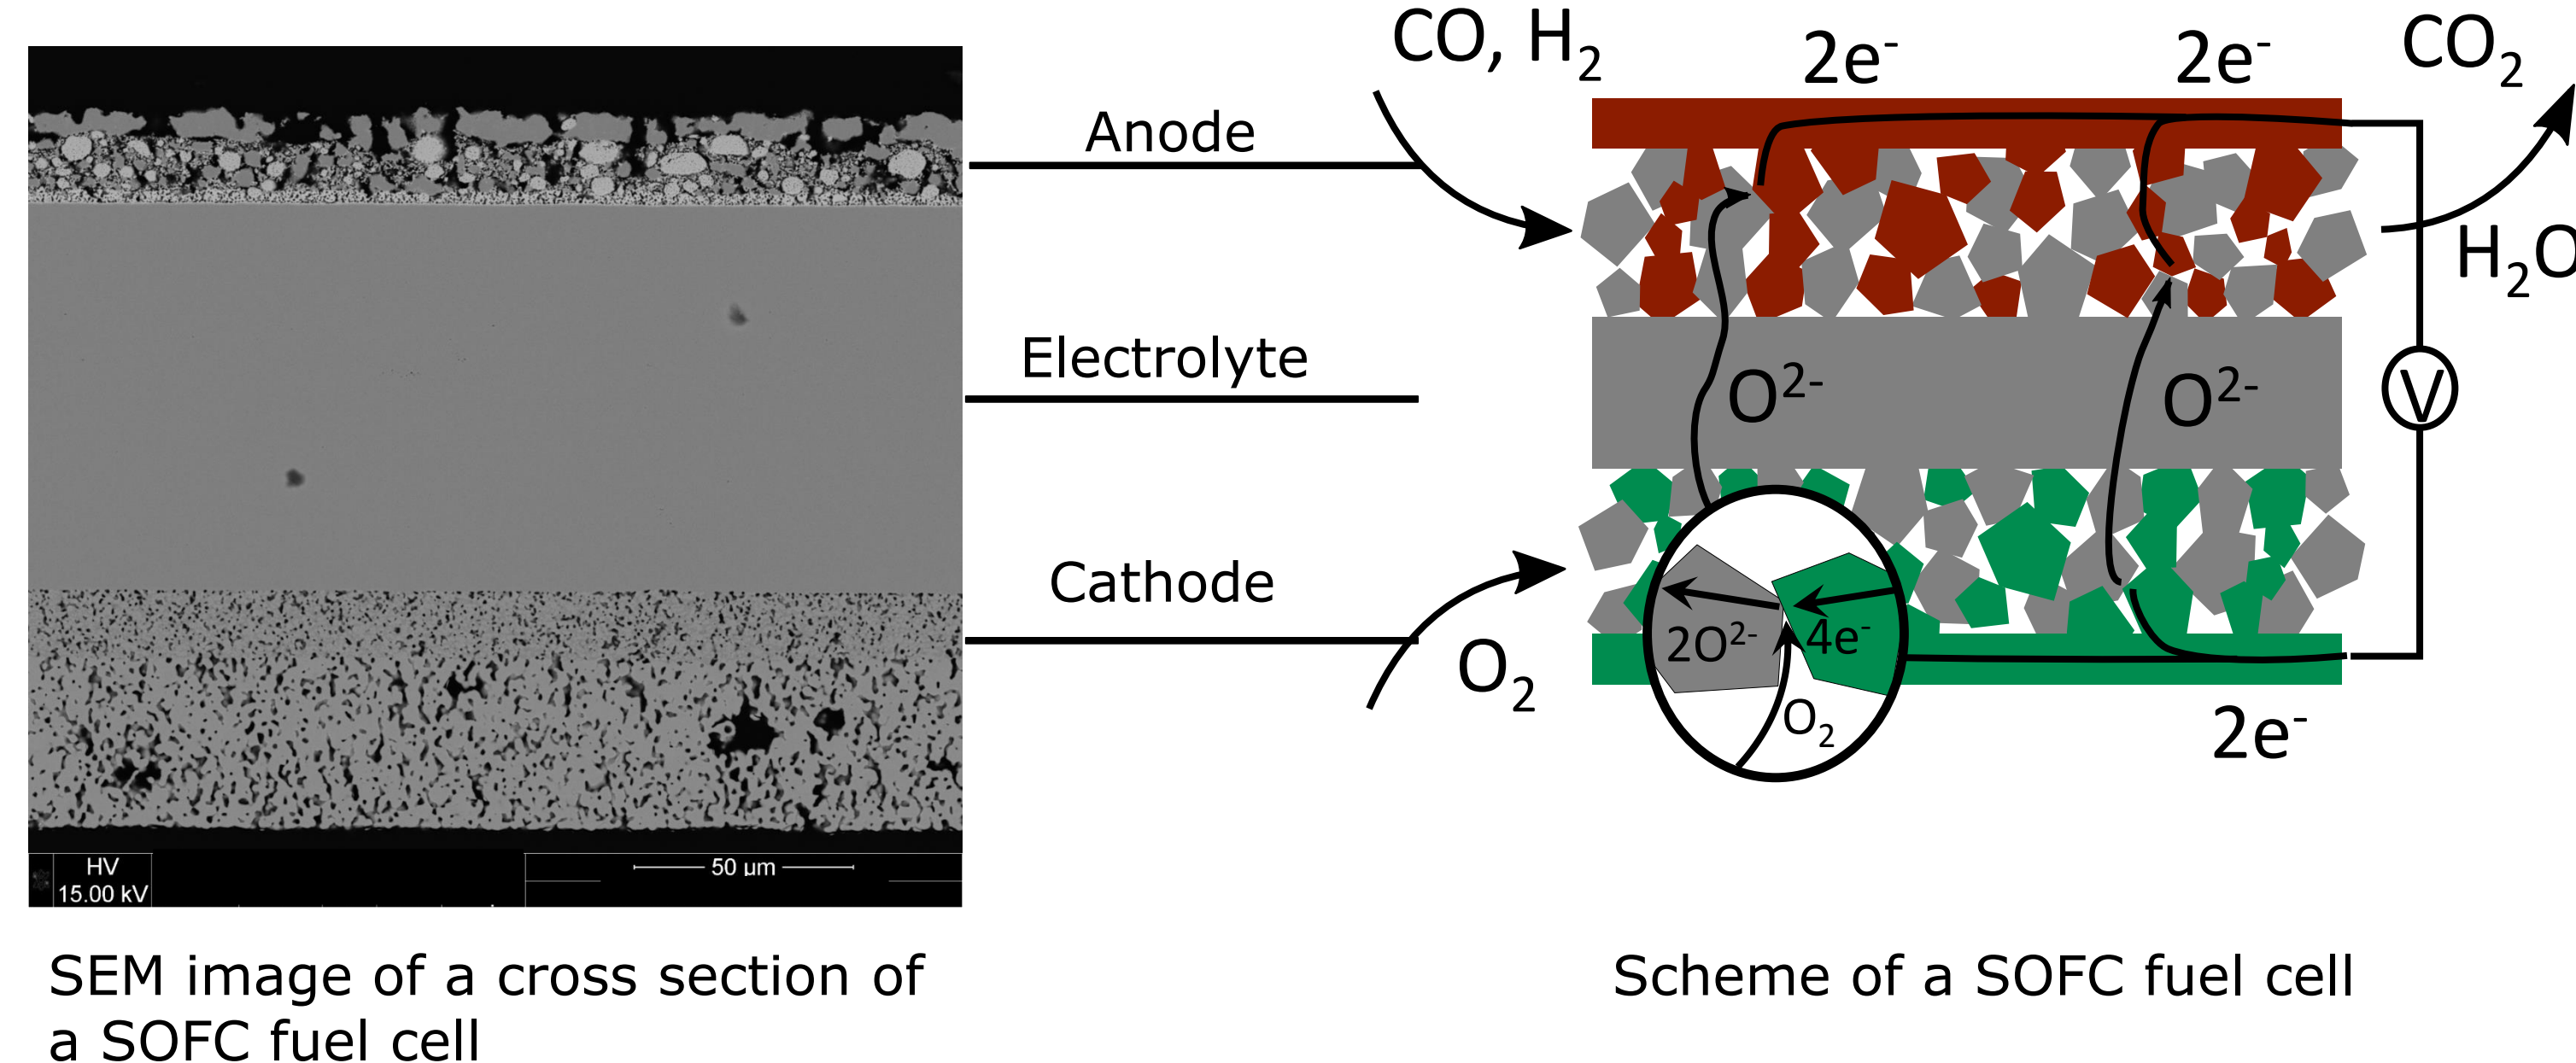 CO, H₂
2e⁻
2e⁻
CO₂
Anode
H₂O
Electrolyte
O²⁻
O²⁻
V
Cathode
2O²⁻
4e⁻
O₂
O₂
2e⁻
HV
15.00 kV
50 µm
SEM image of a cross section of
a SOFC fuel cell
Scheme of a SOFC fuel cell